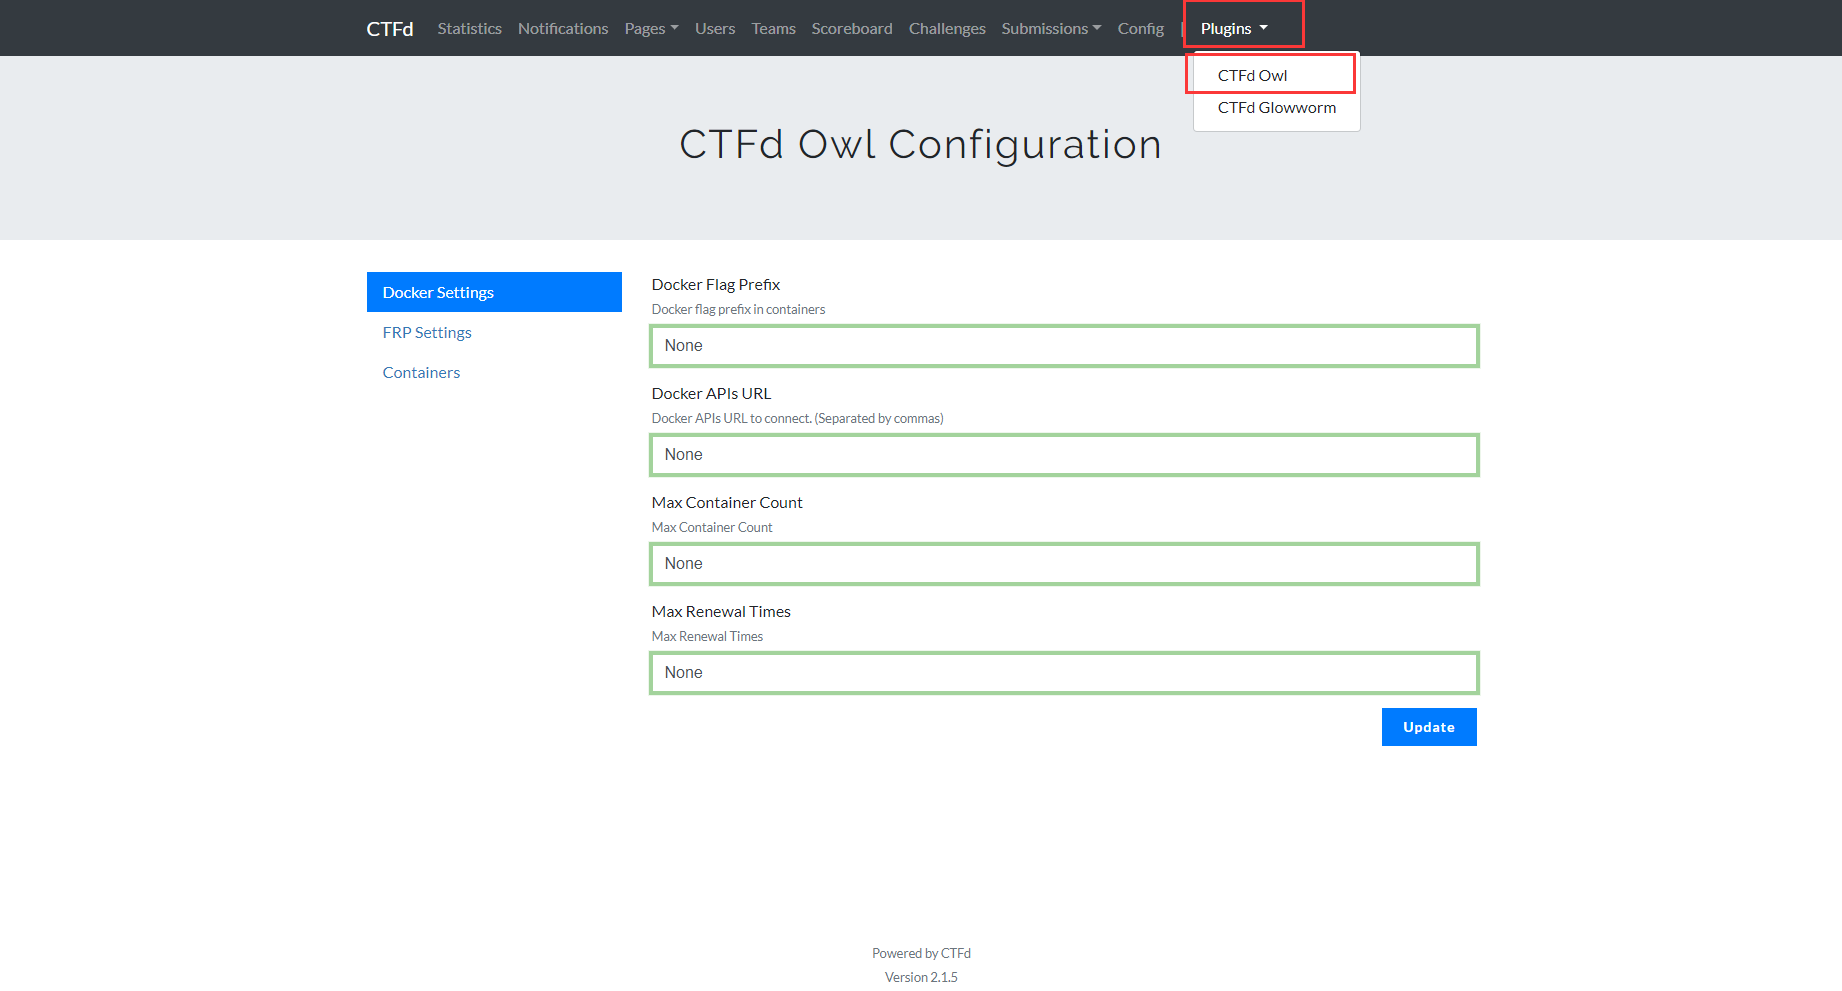 CTFd Statistics Notifications Pages Users Teams Scoreboard Challenges Submissions Config | Plugins
CTFd Owl
CTFd Glowworm
CTFd Owl Configuration
Docker Settings
FRP Settings
Containers
Docker Flag Prefix
Docker flag prefix in containers
None
Docker APIs URL
Docker APIs URL to connect. (Separated by commas)
None
Max Container Count
Max Container Count
None
Max Renewal Times
Max Renewal Times
None
Update
Powered by CTFd
Version 2.1.5